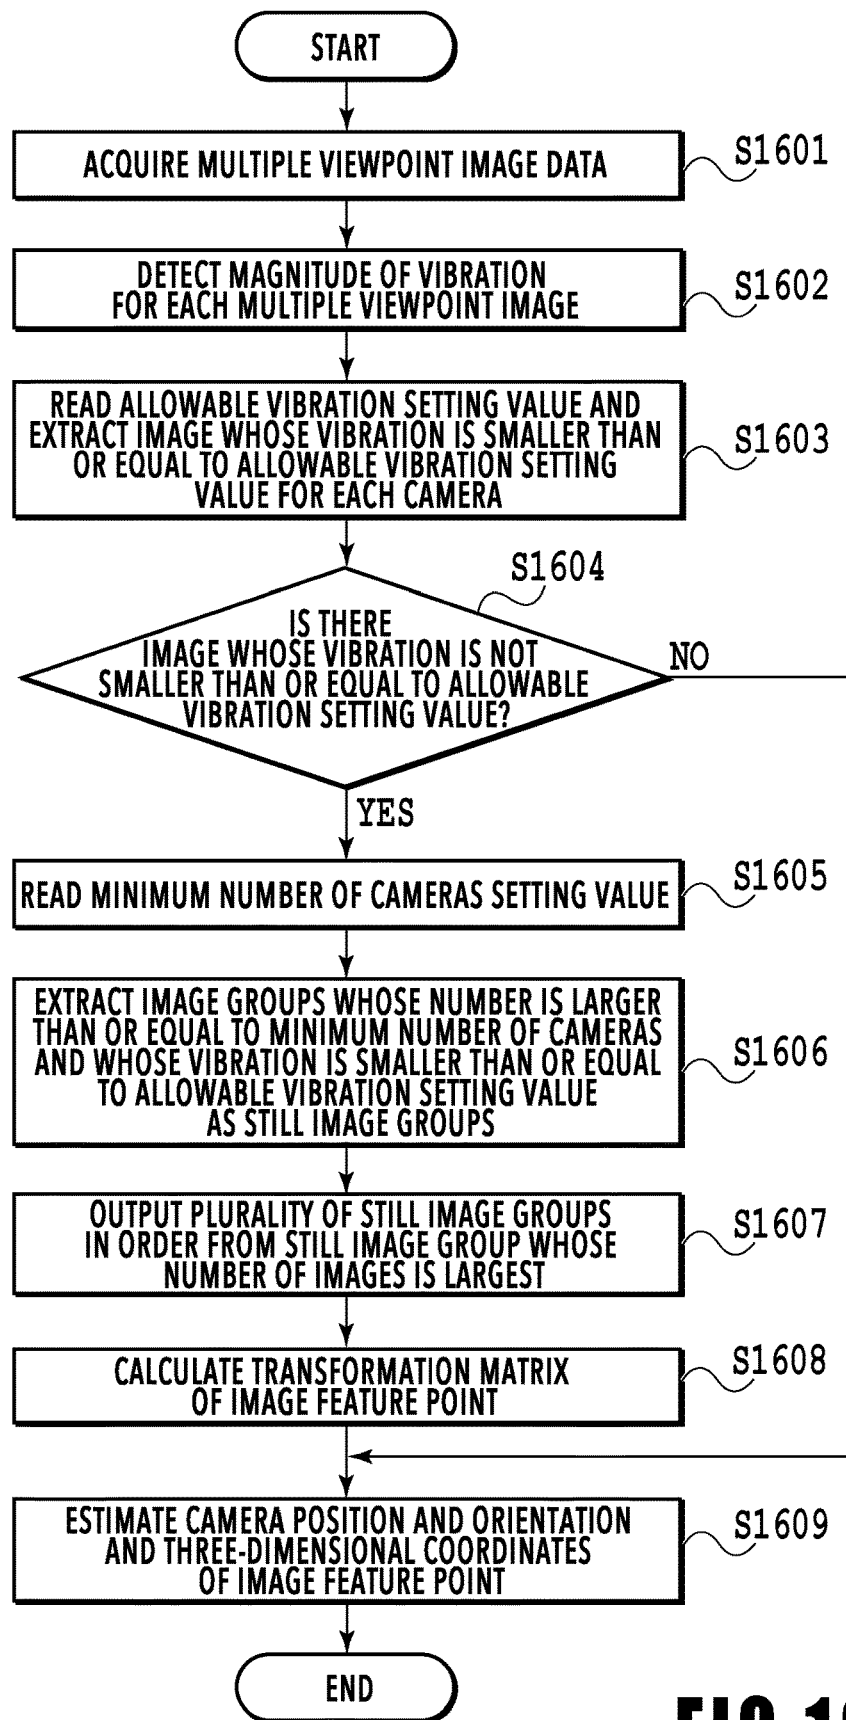 START
ACQUIRE MULTIPLE VIEWPOINT IMAGE DATA
S1601
DETECT MAGNITUDE OF VIBRATION
FOR EACH MULTIPLE VIEWPOINT IMAGE
S1602
READ ALLOWABLE VIBRATION SETTING VALUE AND
EXTRACT IMAGE WHOSE VIBRATION IS SMALLER THAN
OR EQUAL TO ALLOWABLE VIBRATION SETTING
VALUE FOR EACH CAMERA
S1603
S1604
IS THERE
IMAGE WHOSE VIBRATION IS NOT
SMALLER THAN OR EQUAL TO ALLOWABLE
VIBRATION SETTING VALUE?
NO
YES
READ MINIMUM NUMBER OF CAMERAS SETTING VALUE
S1605
EXTRACT IMAGE GROUPS WHOSE NUMBER IS LARGER
THAN OR EQUAL TO MINIMUM NUMBER OF CAMERAS
AND WHOSE VIBRATION IS SMALLER THAN OR EQUAL
TO ALLOWABLE VIBRATION SETTING VALUE
AS STILL IMAGE GROUPS
S1606
OUTPUT PLURALITY OF STILL IMAGE GROUPS
IN ORDER FROM STILL IMAGE GROUP WHOSE
NUMBER OF IMAGES IS LARGEST
S1607
CALCULATE TRANSFORMATION MATRIX
OF IMAGE FEATURE POINT
S1608
ESTIMATE CAMERA POSITION AND ORIENTATION
AND THREE-DIMENSIONAL COORDINATES
OF IMAGE FEATURE POINT
S1609
END